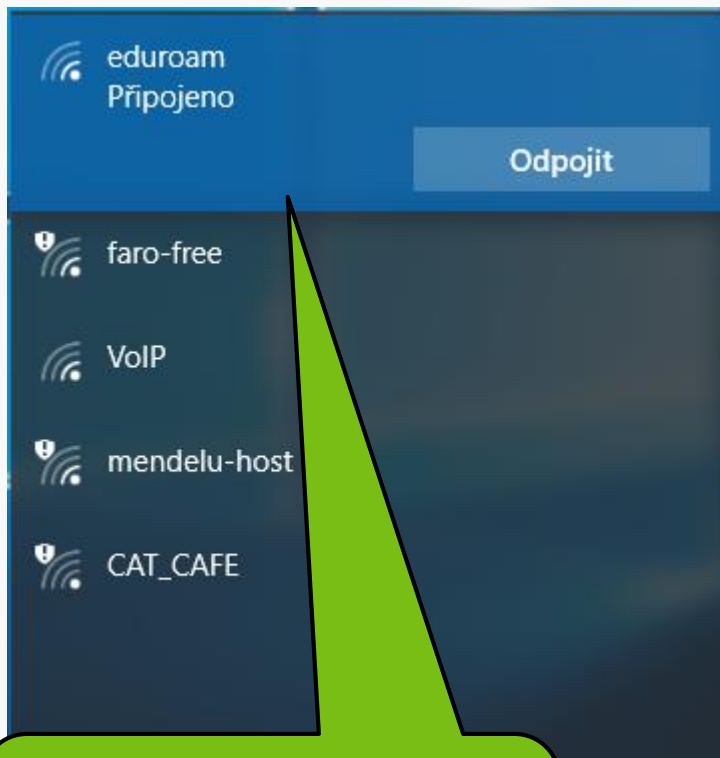 eduroam
Připojeno
Odpojit
faro-free
VoIP
mendelu-host
CAT_CAFE